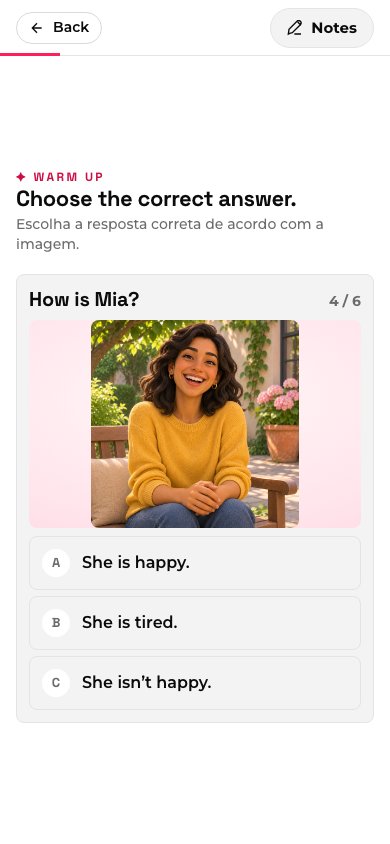 Back
Notes
WARM UP
Choose the correct answer.
Escolha a resposta correta de acordo com a
imagem.
How is Mia?
4 / 6
A She is happy.
B She is tired.
C She isn’t happy.